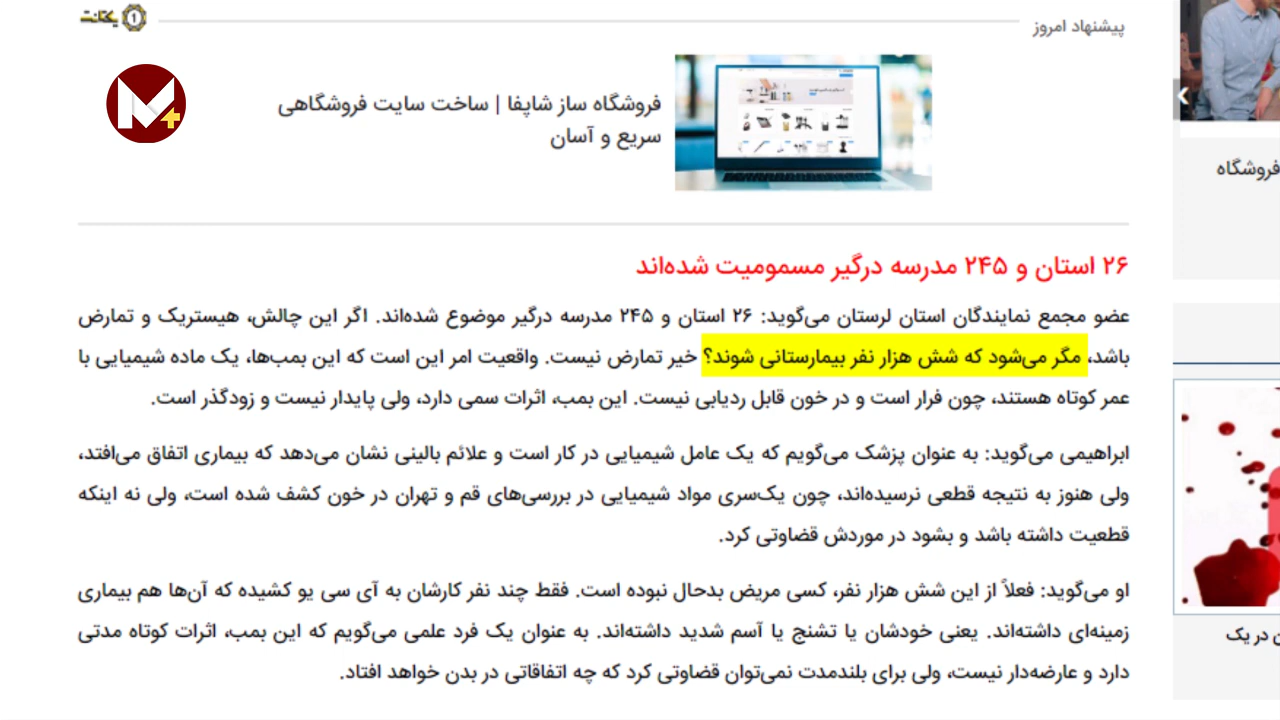 پیشنهاد امروز
یکتانت
فروشگاه ساز شاپفا | ساخت سایت فروشگاهی
سریع و آسان
۲۶ استان و ۲۴۵ مدرسه درگیر مسمومیت شده‌اند
عضو مجمع نمایندگان استان لرستان می‌گوید: ۲۶ استان و ۲۴۵ مدرسه درگیر موضوع شده‌اند. اگر این چالش، هیستریک و تمارض
باشد، مگر می‌شود که شش هزار نفر بیمارستانی شوند؟ خیر تمارض نیست. واقعیت امر این است که این بمب‌ها، یک ماده شیمیایی با
عمر کوتاه هستند، چون فرار است و در خون قابل ردیابی نیست. این بمب، اثرات سمی دارد، ولی پایدار نیست و زودگذر است.
ابراهیمی می‌گوید: به عنوان پزشک می‌گویم که یک عامل شیمیایی در کار است و علائم بالینی نشان می‌دهد که بیماری اتفاق می‌افتد،
ولی هنوز به نتیجه قطعی نرسیده‌اند، چون یک‌سری مواد شیمیایی در بررسی‌های قم و تهران در خون کشف شده است، ولی نه اینکه
قطعیت داشته باشد و بشود در موردش قضاوتی کرد.
او می‌گوید: فعلاً از این شش هزار نفر، کسی مریض بدحال نبوده است. فقط چند نفر کارشان به آی سی یو کشیده که آن‌ها هم بیماری
زمینه‌ای داشته‌اند. یعنی خودشان یا تشنج یا آسم شدید داشته‌اند. به عنوان یک فرد علمی می‌گویم که این بمب، اثرات کوتاه مدتی
دارد و عارضه‌دار نیست، ولی برای بلندمدت نمی‌توان قضاوتی کرد که چه اتفاقاتی در بدن خواهد افتاد.
فروشگاه
در یک